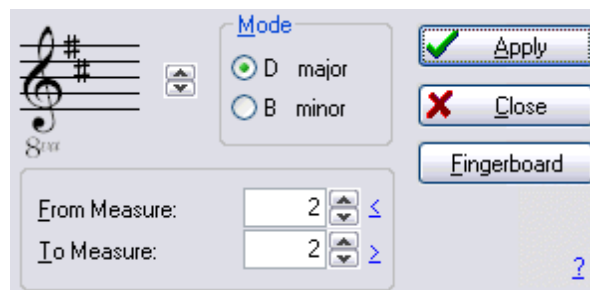 Mode
D major
B minor
8va
From Measure: 2 <
To Measure: 2 >
Apply
Close
Fingerboard
?